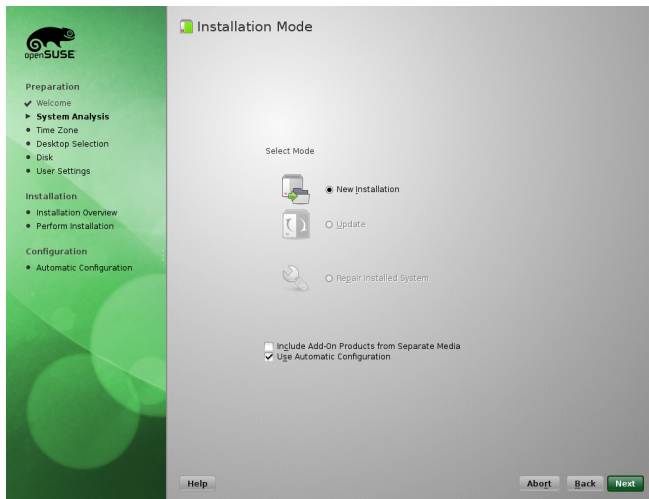 openSUSE
Preparation
Welcome
System Analysis
Time Zone
Desktop Selection
Disk
User Settings
Installation
Installation Overview
Perform Installation
Configuration
Automatic Configuration
Installation Mode
Select Mode
New Installation
Update
Repair Installed System
Include Add-On Products from Separate Media
Use Automatic Configuration
Help
Abort
Back
Next